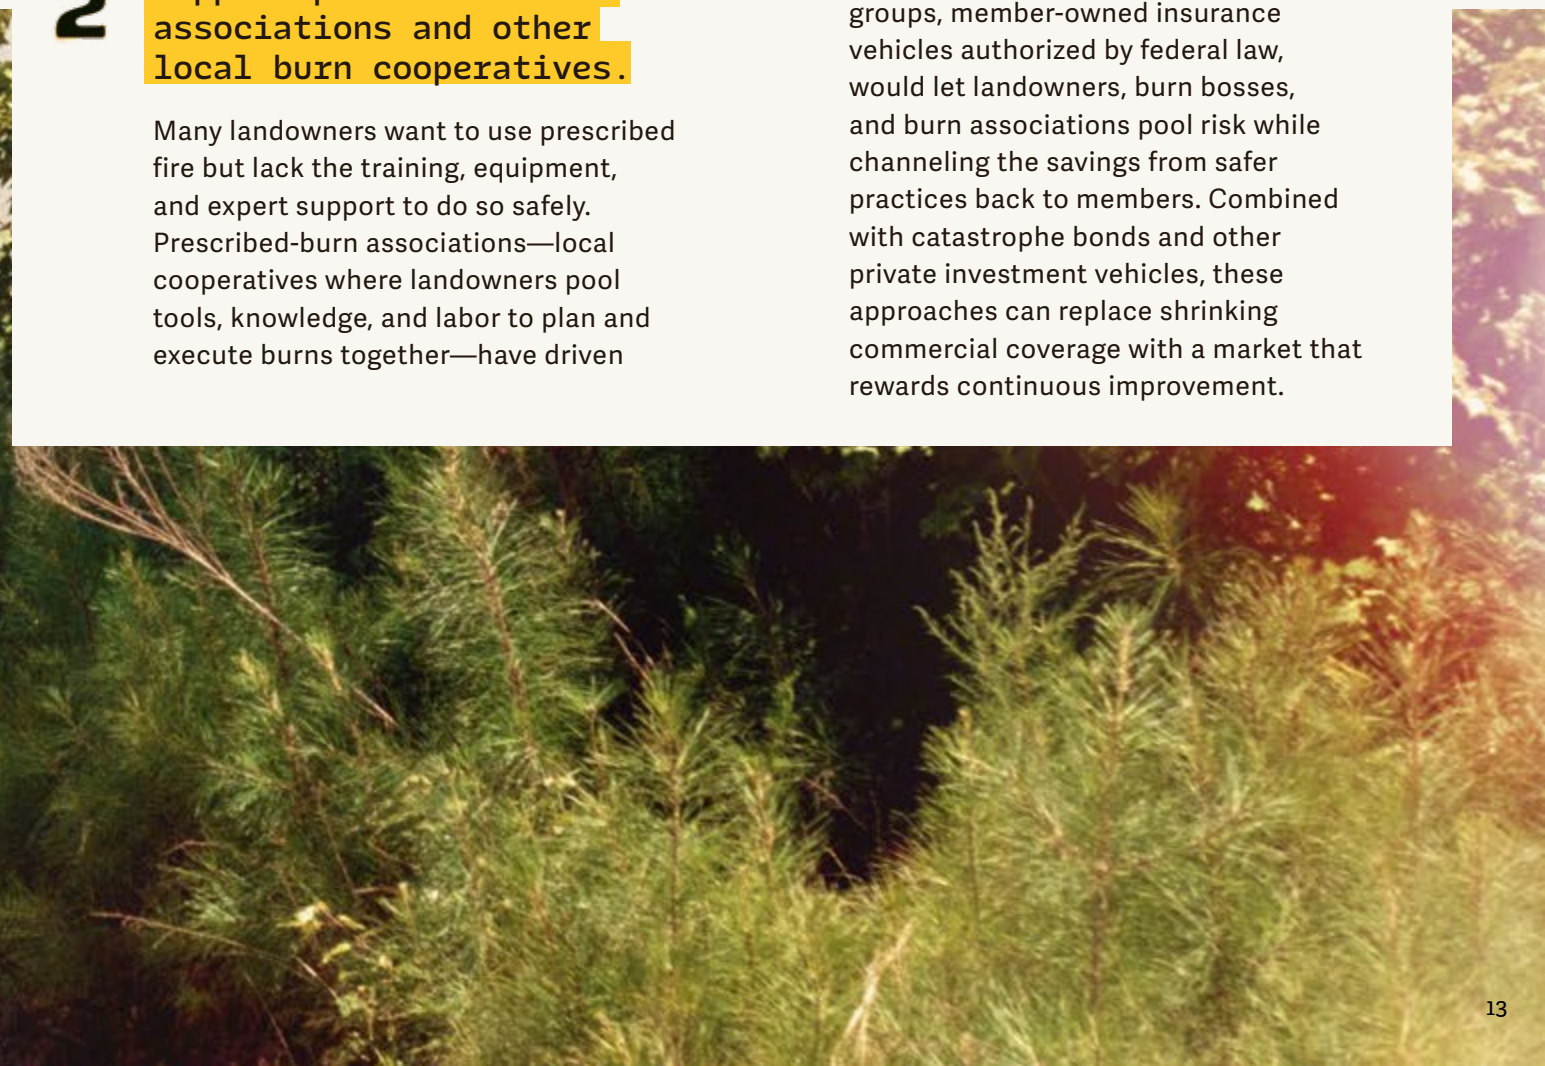 2
associations and other
local burn cooperatives.
Many landowners want to use prescribed
fire but lack the training, equipment,
and expert support to do so safely.
Prescribed-burn associations—local
cooperatives where landowners pool
tools, knowledge, and labor to plan and
execute burns together—have driven
groups, member-owned insurance
vehicles authorized by federal law,
would let landowners, burn bosses,
and burn associations pool risk while
channeling the savings from safer
practices back to members. Combined
with catastrophe bonds and other
private investment vehicles, these
approaches can replace shrinking
commercial coverage with a market that
rewards continuous improvement.
13